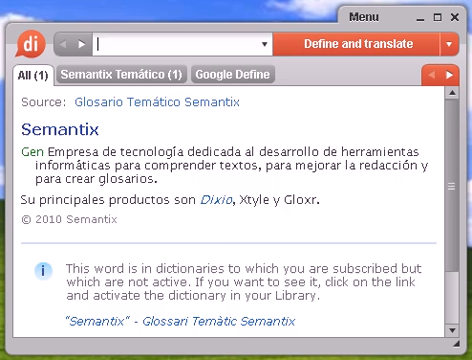 Menu
di
Define and translate
All (1) Semantix Temático (1) Google Define
Source: Glosario Temático Semantix
Semantix
Gen Empresa de tecnología dedicada al desarrollo de herramientas
informáticas para comprender textos, para mejorar la redacción y
para crear glosarios.
Su principales productos son Dixio, Xtyle y Gloxr.
© 2010 Semantix
i
This word is in dictionaries to which you are subscribed but
which are not active. If you want to see it, click on the link
and activate the dictionary in your Library.
"Semantix" - Glossari Temàtic Semantix